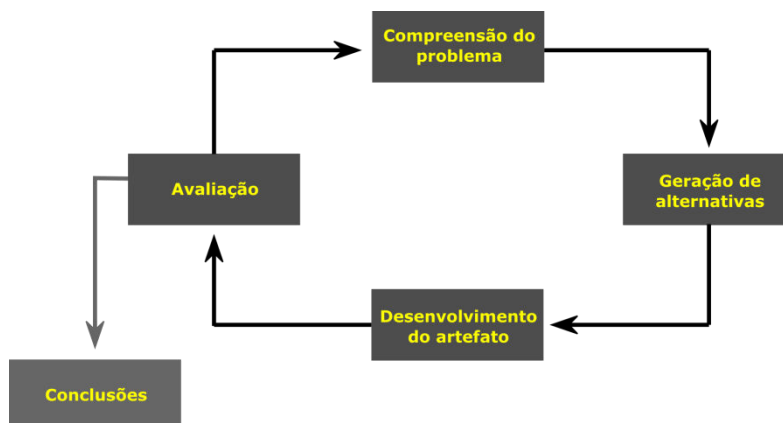 Compreensão do
problema
Avaliação
Geração de
alternativas
Desenvolvimento
do artefato
Conclusões